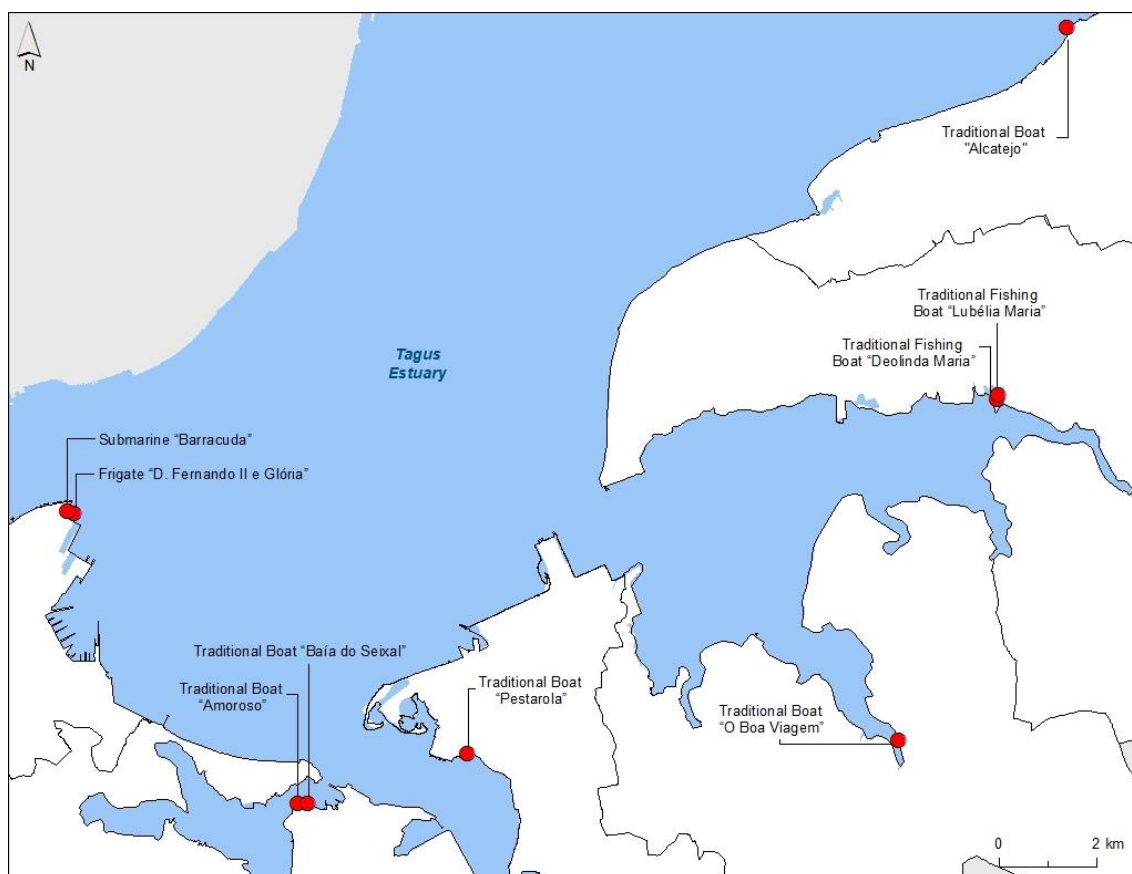 N
Traditional Boat
"Alcatejo"
Traditional Fishing
Boat “Lubélia Maria”
Traditional Fishing
Boat “Deolinda Maria”
Tagus
Estuary
Submarine “Barracuda”
Frigate “D. Fernando II e Glória”
Traditional Boat “Baía do Seixal”
Traditional Boat
“Amoroso”
Traditional Boat
“Pestarola”
Traditional Boat
“O Boa Viagem”
0 2 km